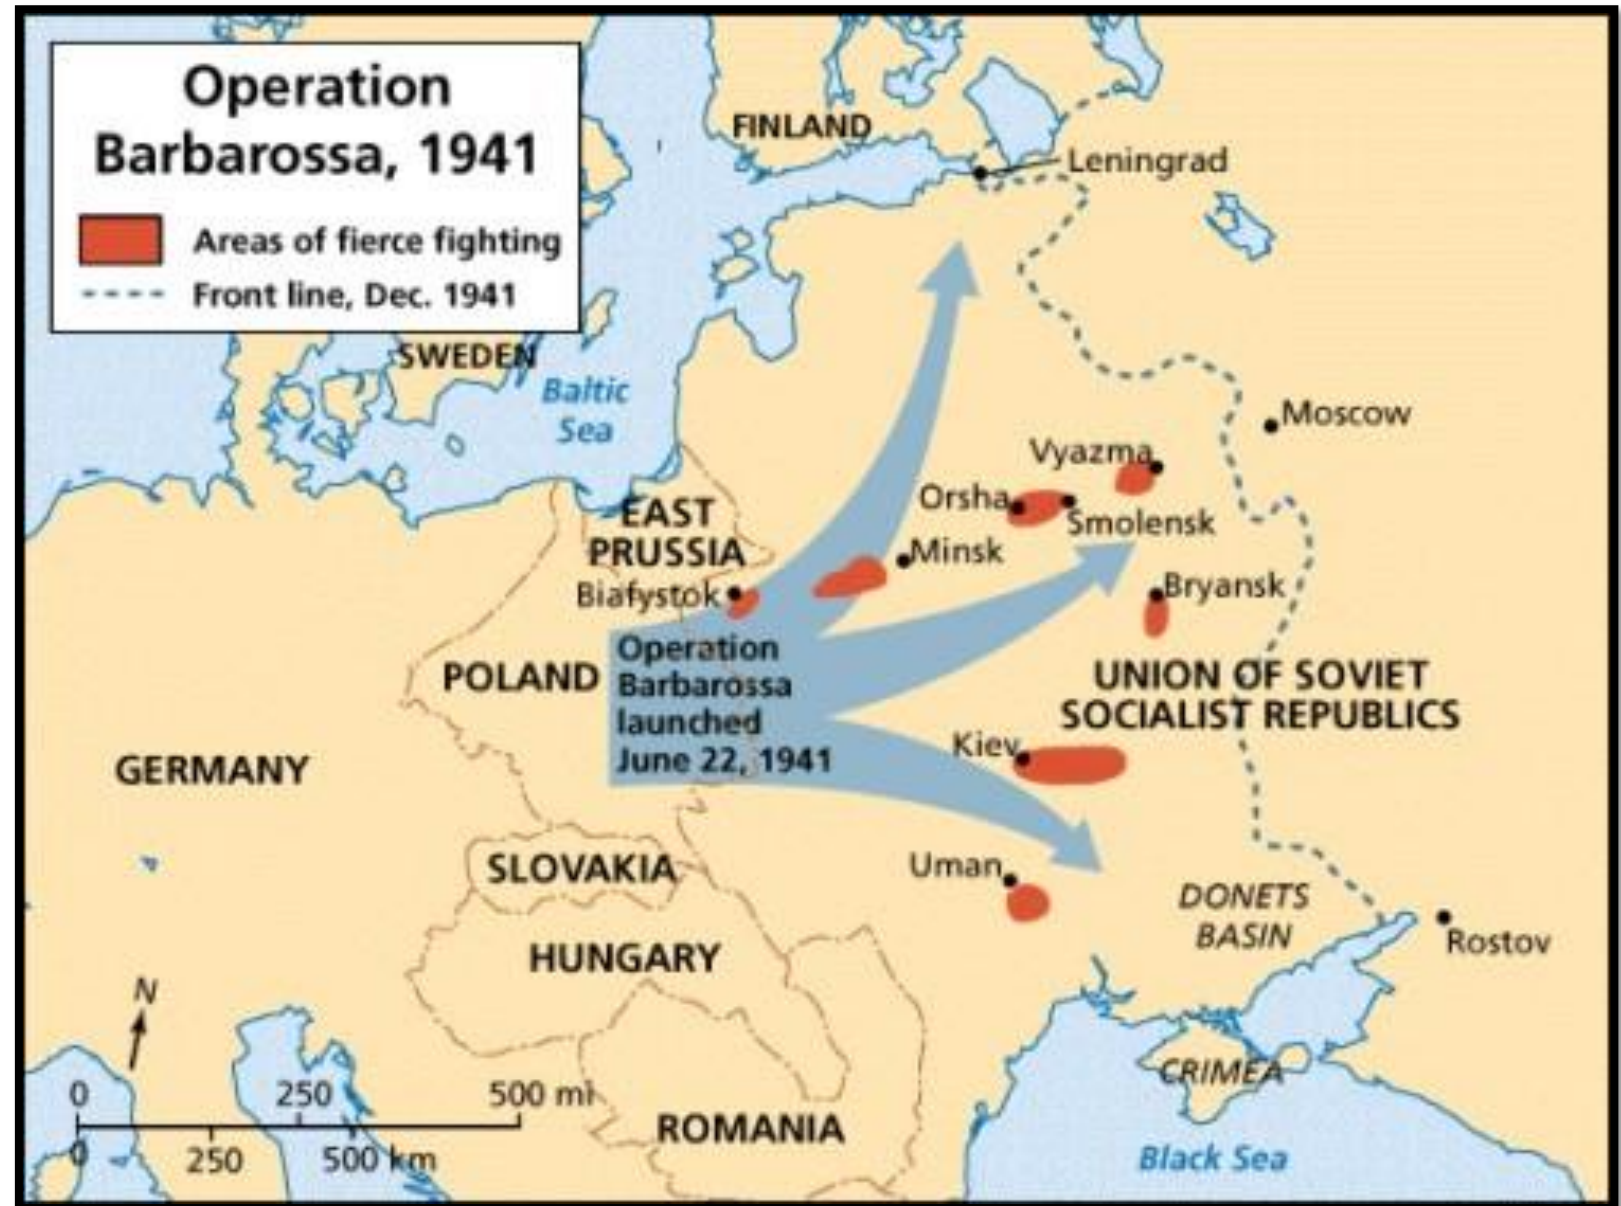 Operation
Barbarossa, 1941
Areas of fierce fighting
Front line, Dec. 1941
FINLAND
Leningrad
SWEDEN
Baltic
Sea
Moscow
Vyazma
Orsha
Smolensk
EAST
PRUSSIA
Minsk
Biafystok
Bryansk
Operation
Barbarossa
launched
June 22, 1941
POLAND
UNION OF SOVIET
SOCIALIST REPUBLICS
Kiev
GERMANY
SLOVAKIA
Uman
DONETS
BASIN
Rostov
HUNGARY
N
CRIMEA
0 250 500 mi
0 250 500 km
ROMANIA
Black Sea